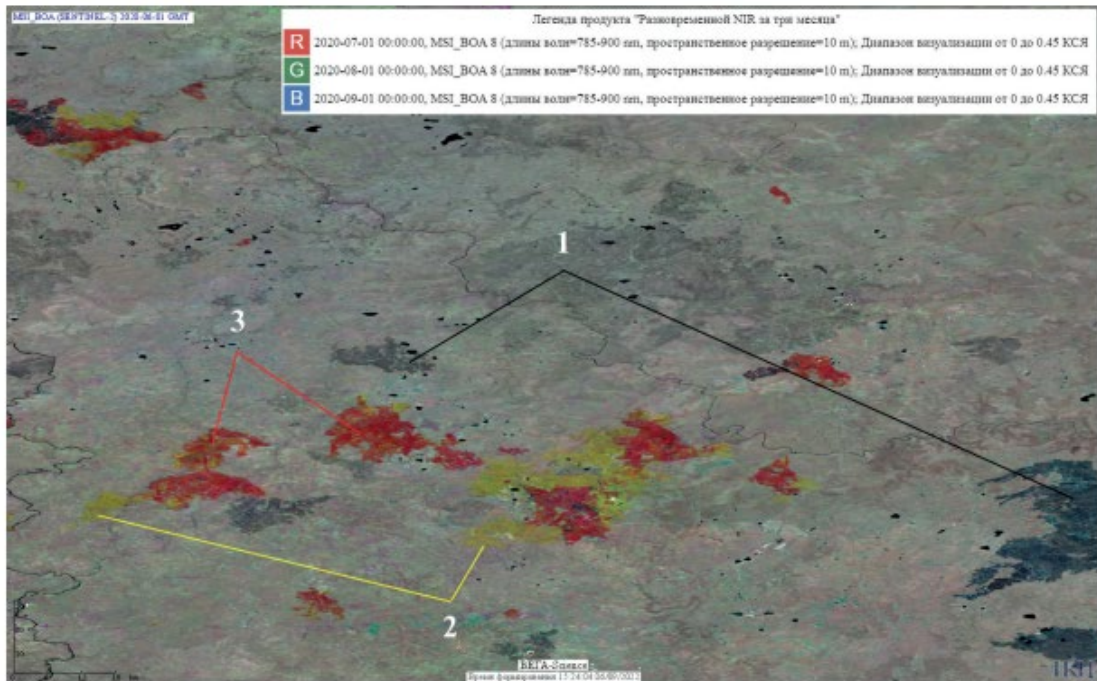 MSI_BOA (SENTINEL-2) 2020-06-01 GMT
Легенда продукта "Разновременной NIR за три месяца"
R 2020-07-01 00:00:00, MSI_BOA 8 (длины волн=785-900 nm, пространственное разрешение=10 m); Диапазон визуализации от 0 до 0.45 КСЯ
G 2020-08-01 00:00:00, MSI_BOA 8 (длины волн=785-900 nm, пространственное разрешение=10 m); Диапазон визуализации от 0 до 0.45 КСЯ
B 2020-09-01 00:00:00, MSI_BOA 8 (длины волн=785-900 nm, пространственное разрешение=10 m); Диапазон визуализации от 0 до 0.45 КСЯ
1
3
2
ВЕГА-Science
Время формирования